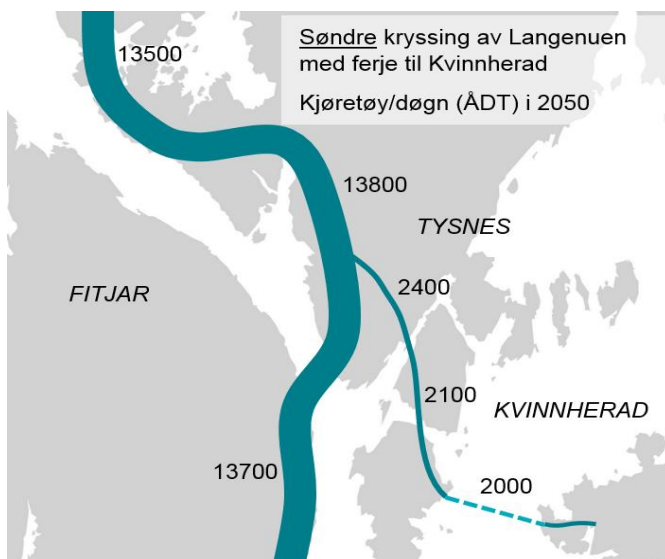 Søndre kryssing av Langenuen
med ferje til Kvinnherad
Kjøretøy/døgn (ÅDT) i 2050
13500
13800
TYSNES
FITJAR
2400
2100
KVINNHERAD
13700
2000